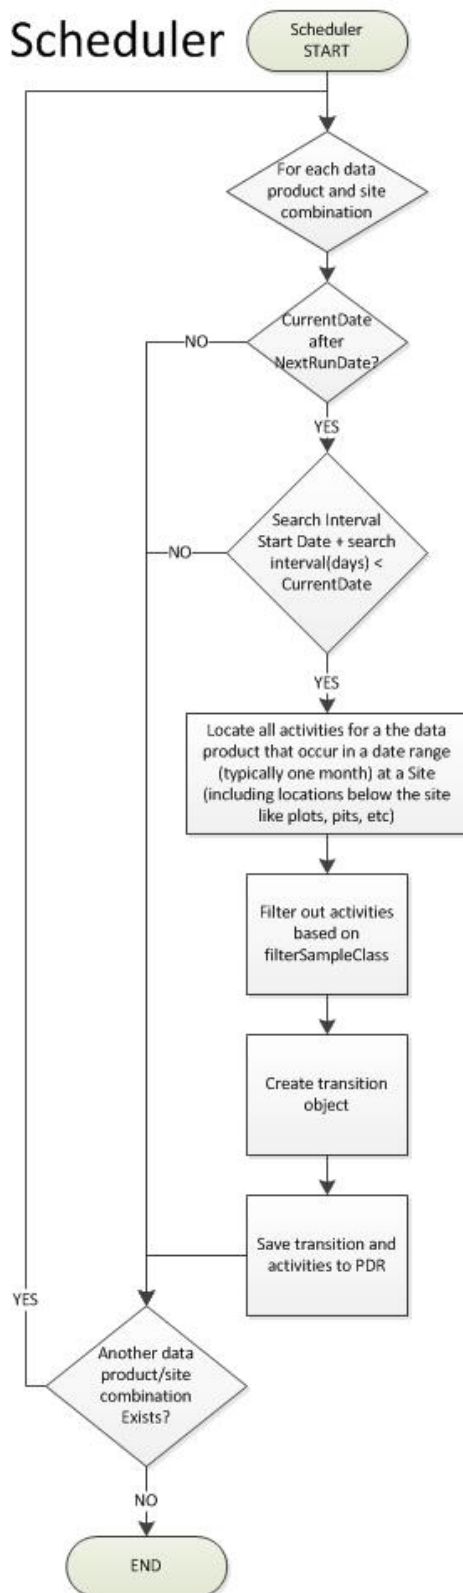 Scheduler
Scheduler
START
For each data
product and site
combination
CurrentDate
after
NextRunDate?
NO
YES
Search Interval
Start Date + search
interval(days) <
CurrentDate
NO
YES
Locate all activities for a the data
product that occur in a date range
(typically one month) at a Site
(including locations below the site
like plots, pits, etc)
Filter out activities
based on
filterSampleClass
Create transition
object
Save transition and
activities to PDR
YES
Another data
product/site
combination
Exists?
NO
END